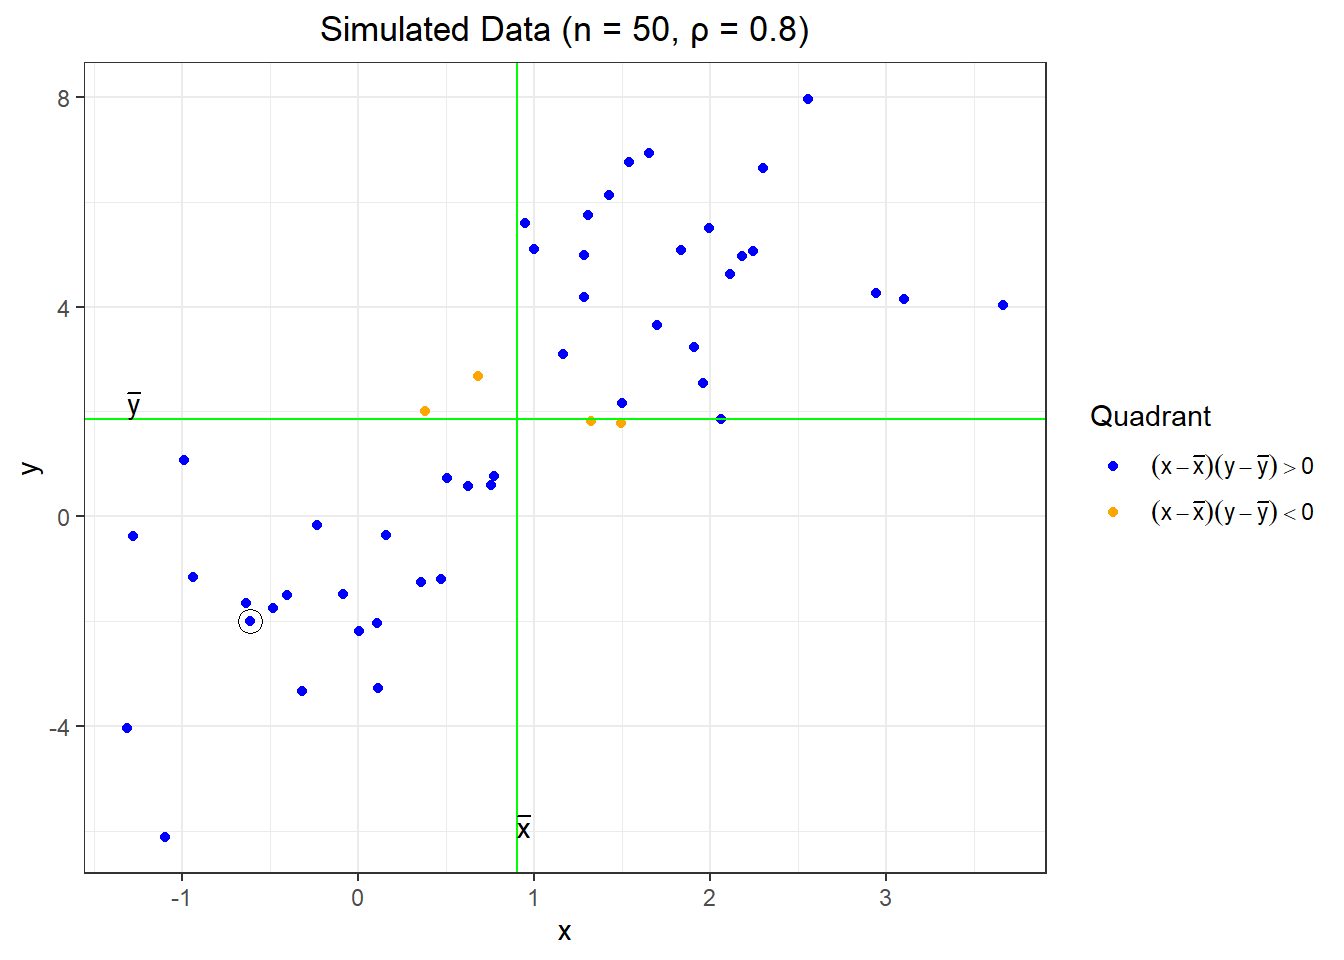 Simulated Data (n = 50, ρ = 0.8)
8
4
0
-4
y
y̅
x̅
-1
0
1
2
3
x
Quadrant
(x − x̅)(y − y̅) > 0
(x − x̅)(y − y̅) < 0